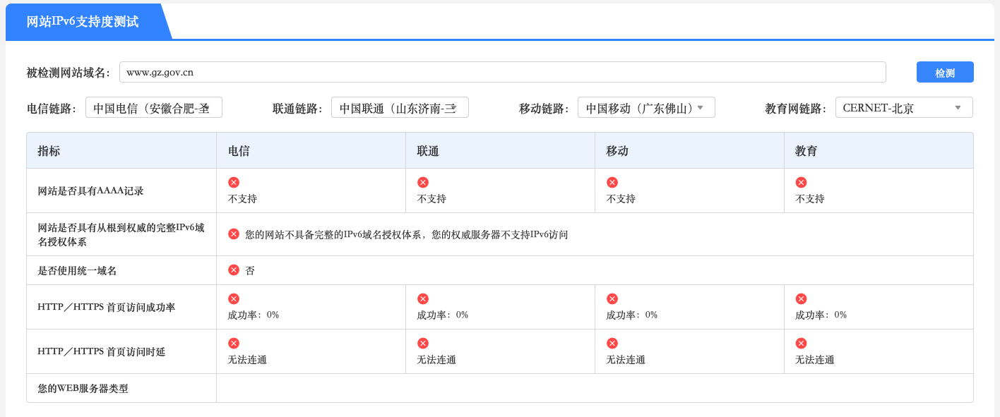 网站IPv6支持度测试
被检测网站域名： www.gz.gov.cn 检测
电信链路： 中国电信（安徽合肥-圣 联通链路： 中国联通（山东济南-三 移动链路： 中国移动（广东佛山） 教育网链路： CERNET-北京
指标 电信 联通 移动 教育
网站是否具有AAAA记录 不支持 不支持 不支持 不支持
网站是否具有从根到权威的完整IPv6域
名授权体系
您的网站不具备完整的IPv6域名授权体系，您的权威服务器不支持IPv6访问
是否使用统一域名 否
HTTP／HTTPS 首页访问成功率 成功率：0% 成功率：0% 成功率：0% 成功率：0%
HTTP／HTTPS 首页访问时延 无法连通 无法连通 无法连通 无法连通
您的WEB服务器类型